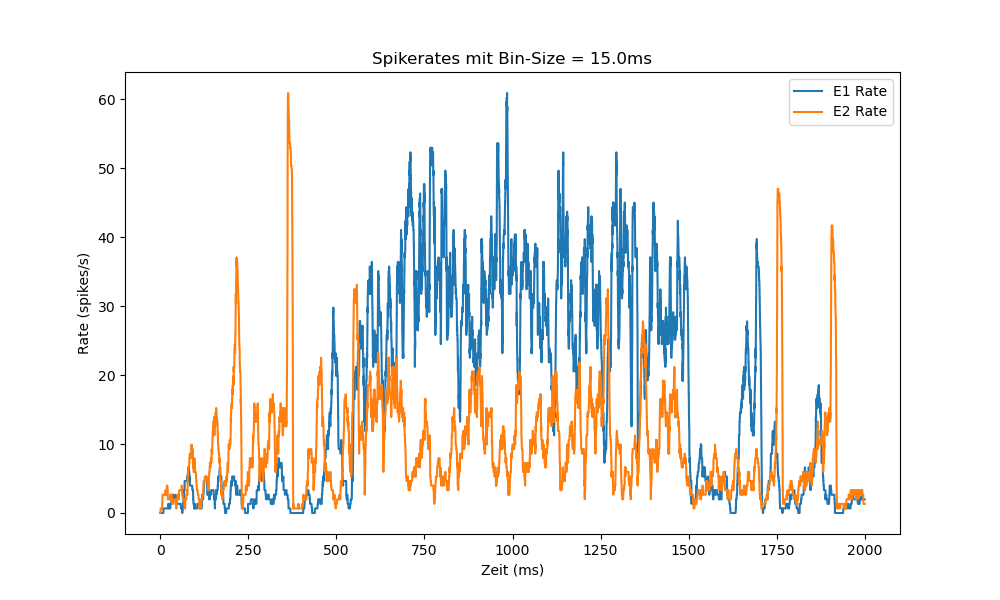 Spikerates mit Bin-Size = 15.0ms
E1 Rate
E2 Rate
60
50
40
30
20
10
0
Rate (spikes/s)
0 250 500 750 1000 1250 1500 1750 2000
Zeit (ms)